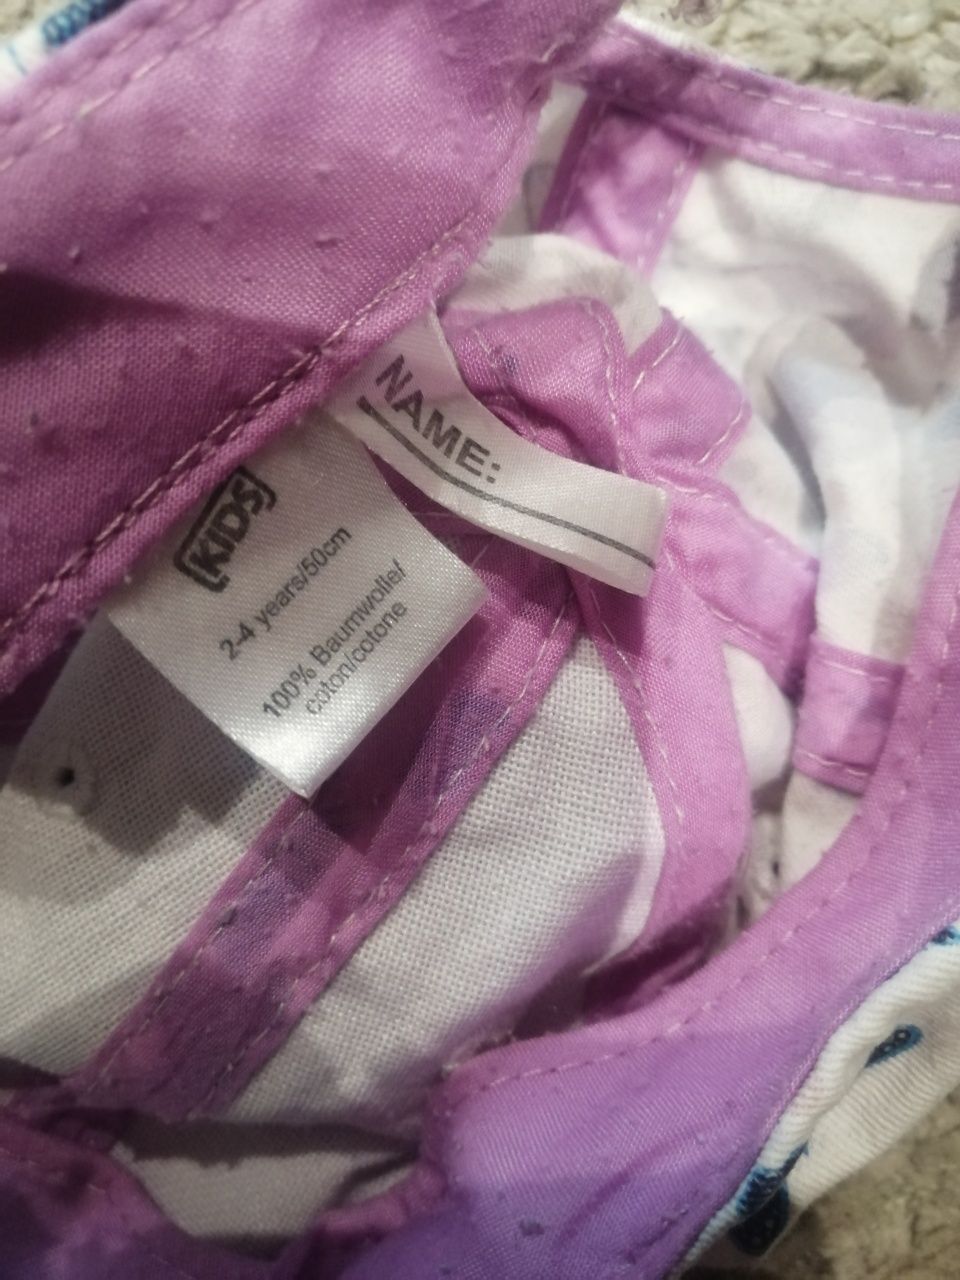 NAME:
KIDS
2-4 years/50cm
100% Baumwolle/
coton/cotone